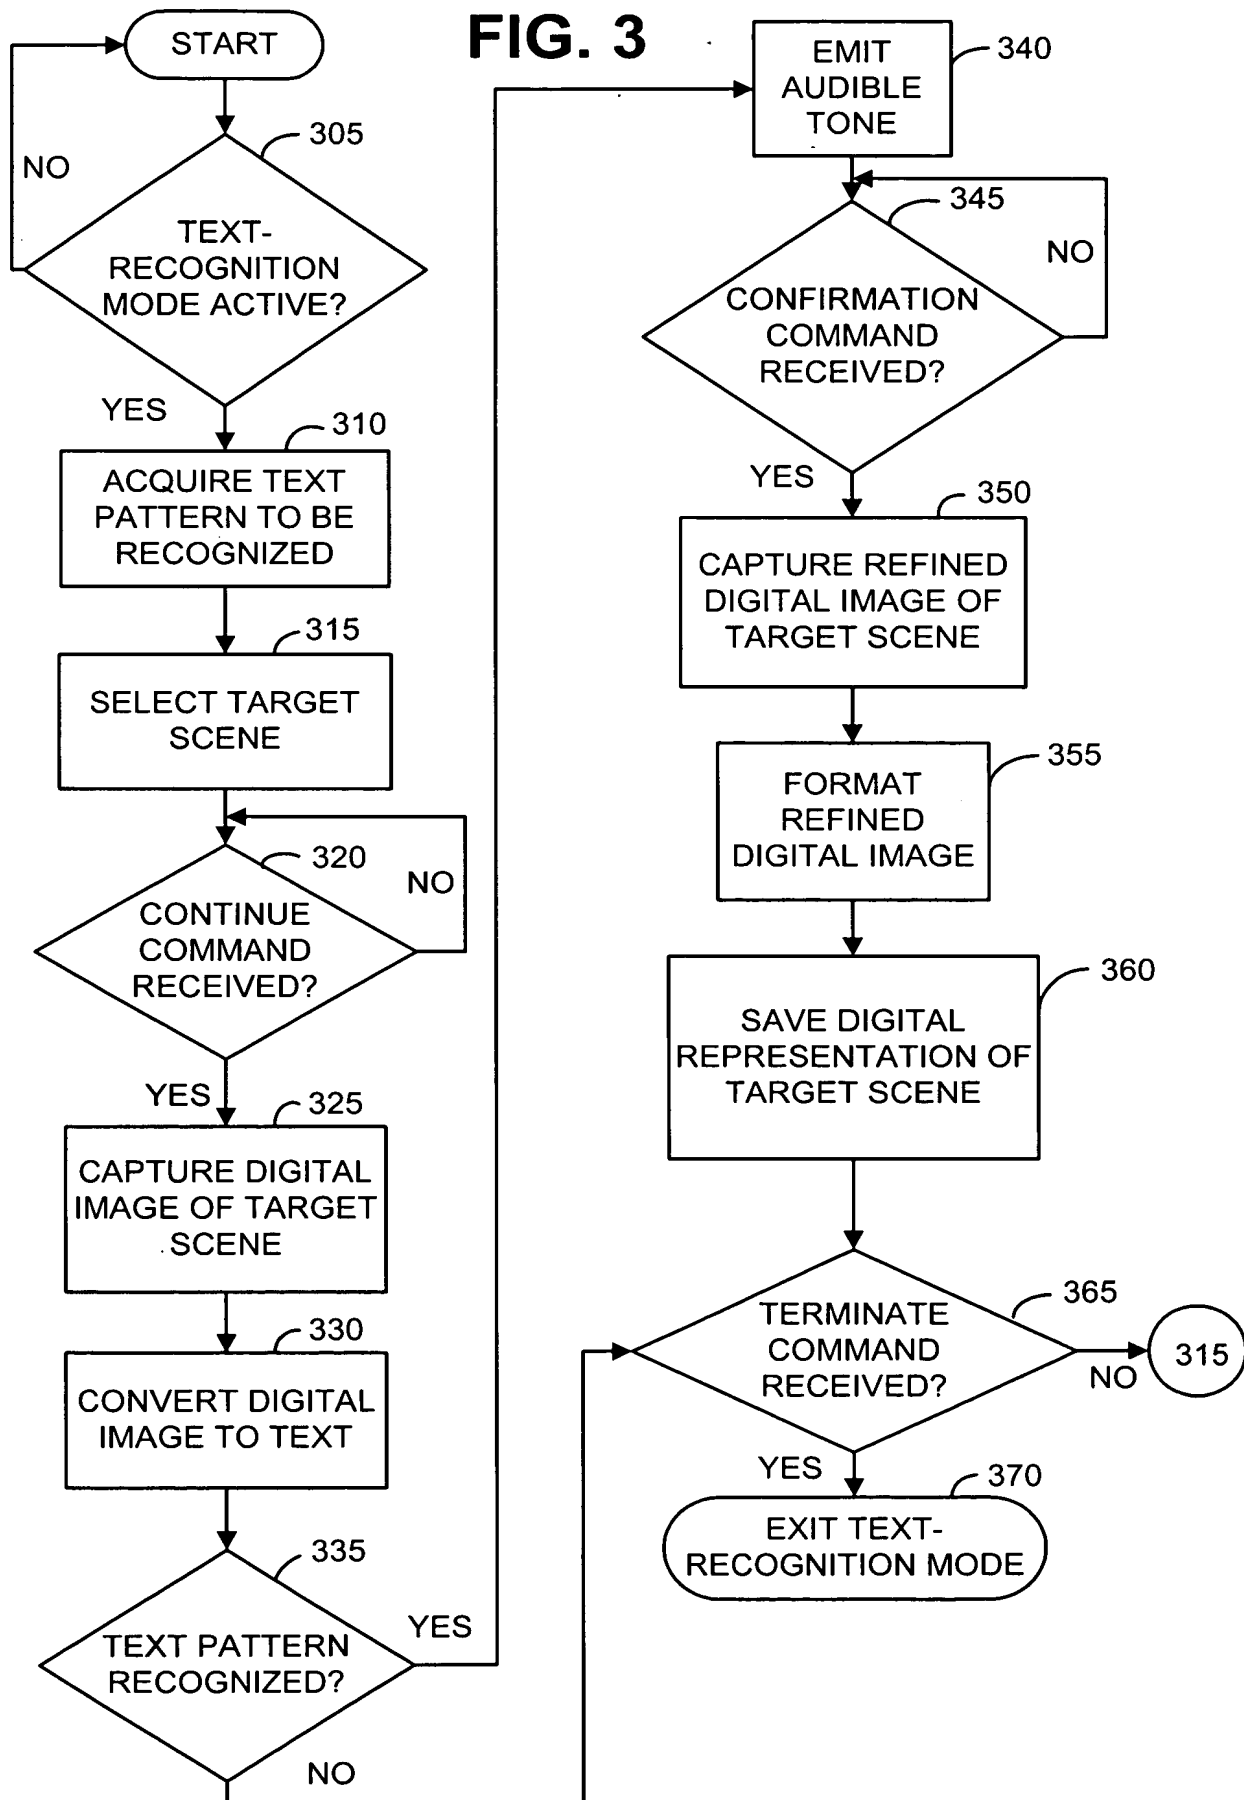 FIG. 3
START
NO
305
TEXT-
RECOGNITION
MODE ACTIVE?
YES
310
ACQUIRE TEXT
PATTERN TO BE
RECOGNIZED
315
SELECT TARGET
SCENE
320
NO
CONTINUE
COMMAND
RECEIVED?
YES
325
CAPTURE DIGITAL
IMAGE OF TARGET
SCENE
330
CONVERT DIGITAL
IMAGE TO TEXT
335
TEXT PATTERN
RECOGNIZED?
YES
NO
340
EMIT
AUDIBLE
TONE
345
NO
CONFIRMATION
COMMAND
RECEIVED?
YES
350
CAPTURE REFINED
DIGITAL IMAGE OF
TARGET SCENE
355
FORMAT
REFINED
DIGITAL IMAGE
360
SAVE DIGITAL
REPRESENTATION OF
TARGET SCENE
365
TERMINATE
COMMAND
RECEIVED?
NO
315
YES
370
EXIT TEXT-
RECOGNITION MODE